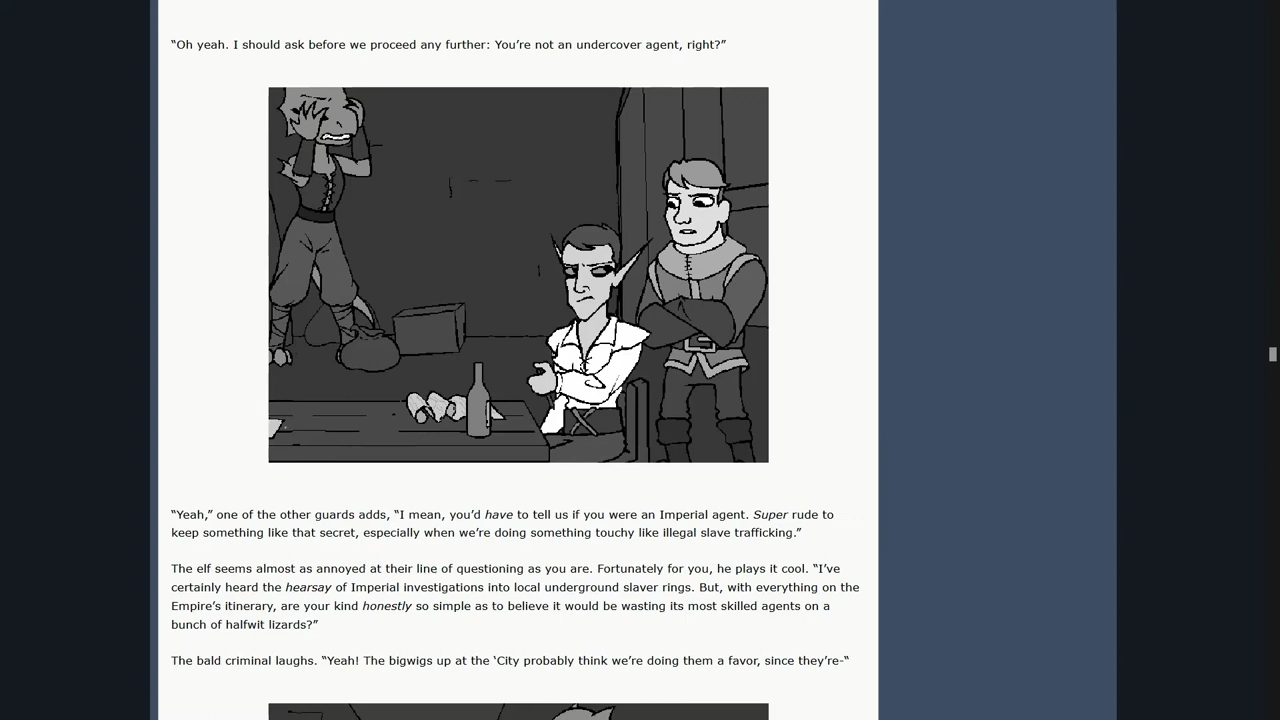 “Oh yeah. I should ask before we proceed any further: You’re not an undercover agent, right?”
“Yeah,” one of the other guards adds, “I mean, you’d have to tell us if you were an Imperial agent. Super rude to
keep something like that secret, especially when we’re doing something touchy like illegal slave trafficking.”
The elf seems almost as annoyed at their line of questioning as you are. Fortunately for you, he plays it cool. “I’ve
certainly heard the hearsay of Imperial investigations into local underground slaver rings. But, with everything on the
Empire’s itinerary, are your kind honestly so simple as to believe it would be wasting its most skilled agents on a
bunch of halfwit lizards?”
The bald criminal laughs. “Yeah! The bigwigs up at the ‘City probably think we’re doing them a favor, since they’re-“